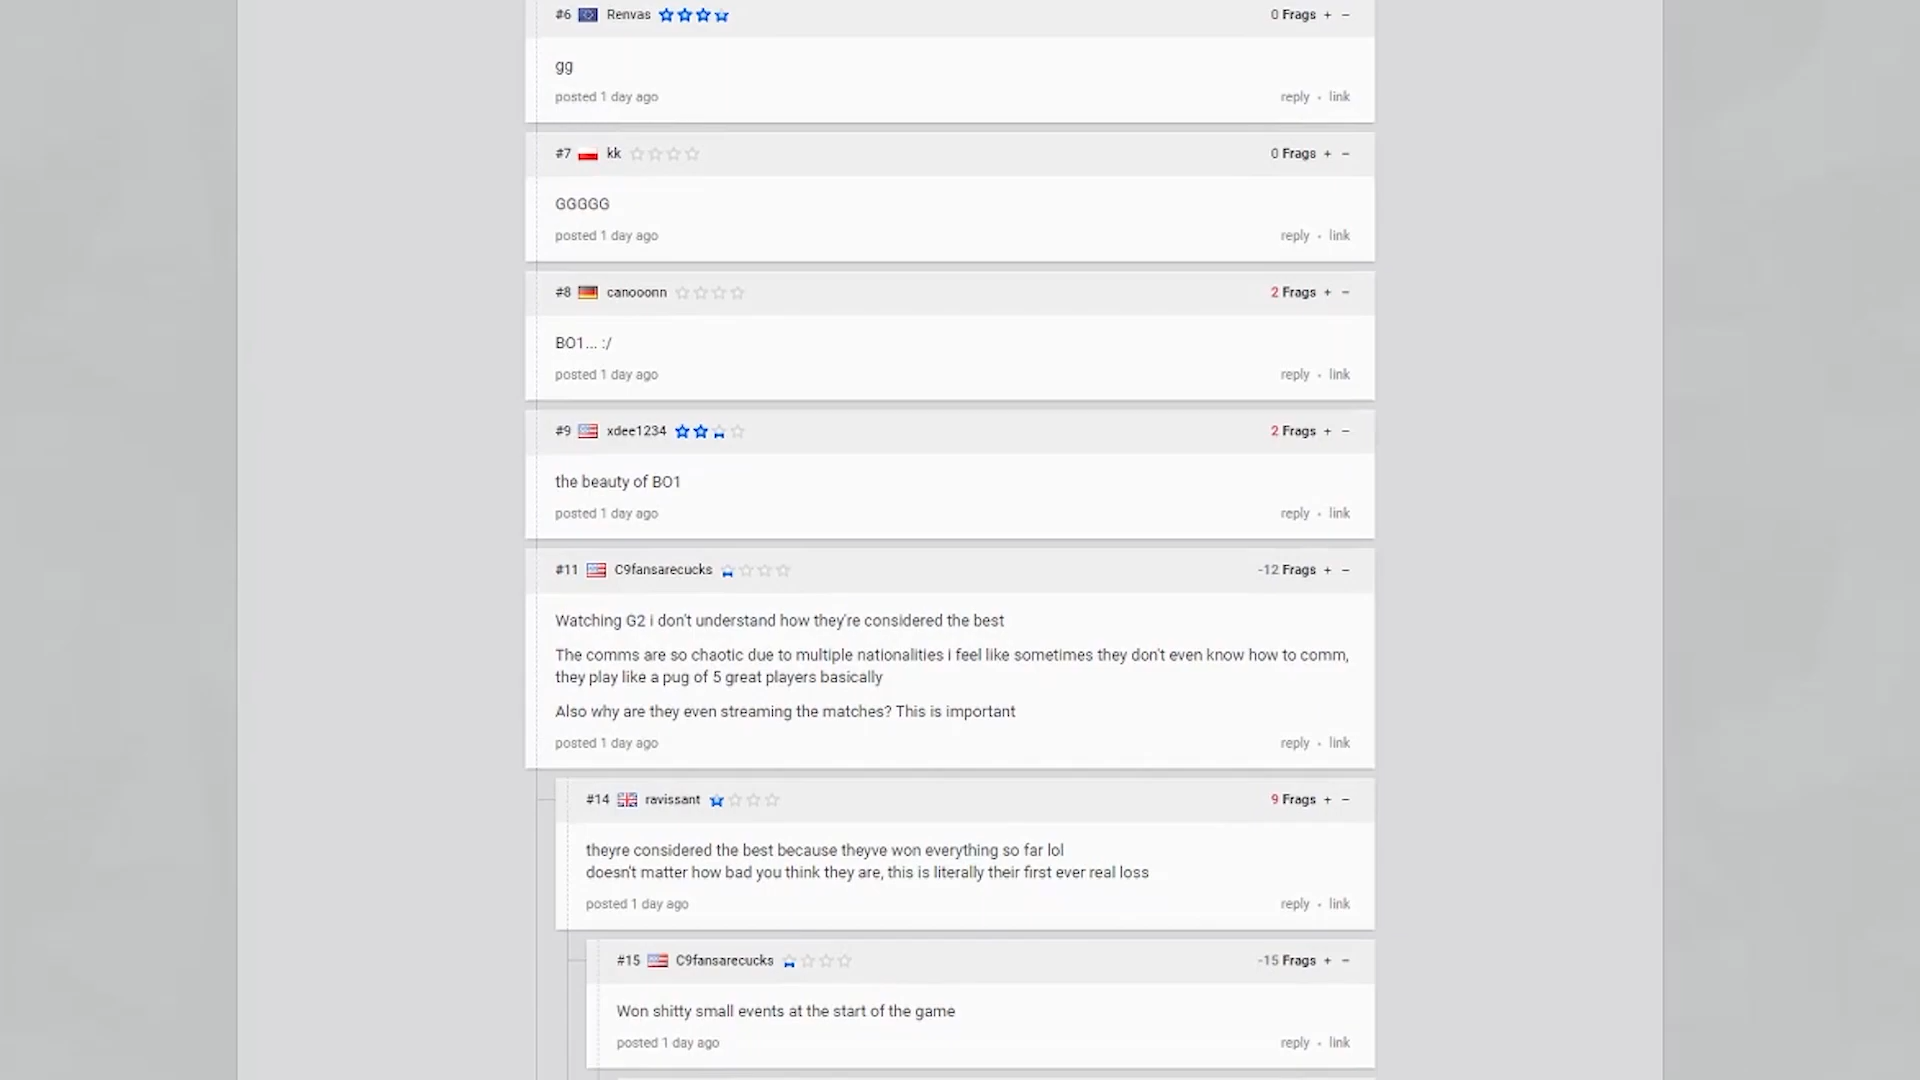 #6 Renvas 0 Frags + −
gg
posted 1 day ago reply • link
#7 kk 0 Frags + −
GGGGG
posted 1 day ago reply • link
#8 canooonn 2 Frags + −
BO1... :/
posted 1 day ago reply • link
#9 xdee1234 2 Frags + −
the beauty of BO1
posted 1 day ago reply • link
#11 C9fansarecucks -12 Frags + −
Watching G2 i don't understand how they're considered the best
The comms are so chaotic due to multiple nationalities i feel like sometimes they don't even know how to comm,
they play like a pug of 5 great players basically
Also why are they even streaming the matches? This is important
posted 1 day ago reply • link
#14 ravissant 9 Frags + −
theyre considered the best because theyve won everything so far lol
doesn't matter how bad you think they are, this is literally their first ever real loss
posted 1 day ago reply • link
#15 C9fansarecucks -15 Frags + −
Won shitty small events at the start of the game
posted 1 day ago reply • link